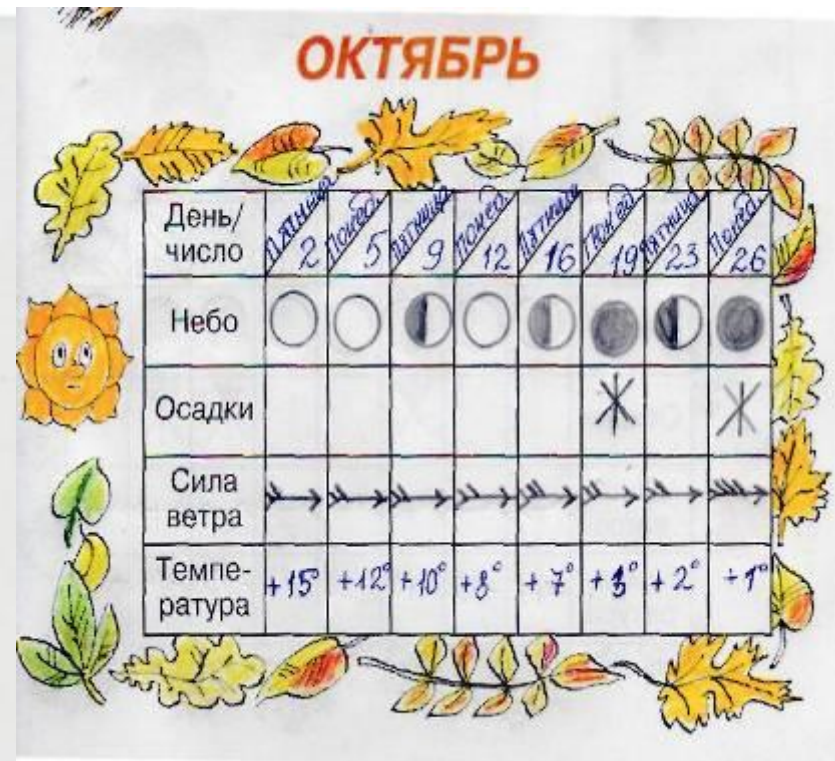 ОКТЯБРЬ
День/ Пятница Понед. Пятница Понед. Пятница Понед. Пятница Понед.
число 2 5 9 12 16 19 23 26
Небо
Осадки
Сила
ветра
Темпе-
ратура +15° +12° +10° +8° +7° +3° +2° +1°